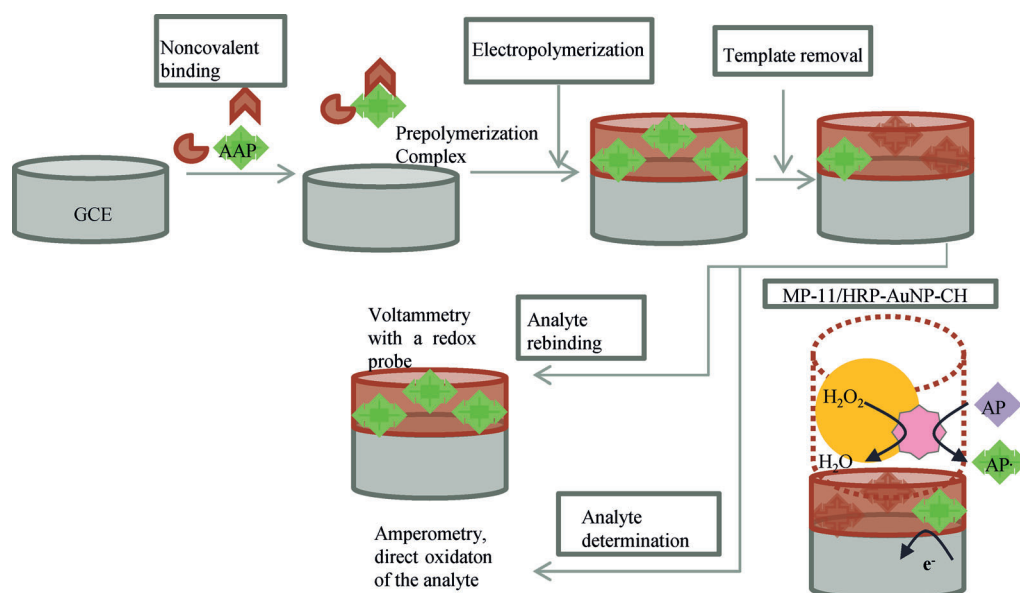 Noncovalent
binding
Electropolymerization
Template removal
AAP
Prepolymerization
Complex
GCE
MP-11/HRP-AuNP-CH
Voltammetry
with a redox
probe
Analyte
rebinding
H₂O₂
AP
H₂O
AP·
Amperometry,
direct oxidaton
of the analyte
Analyte
determination
e⁻